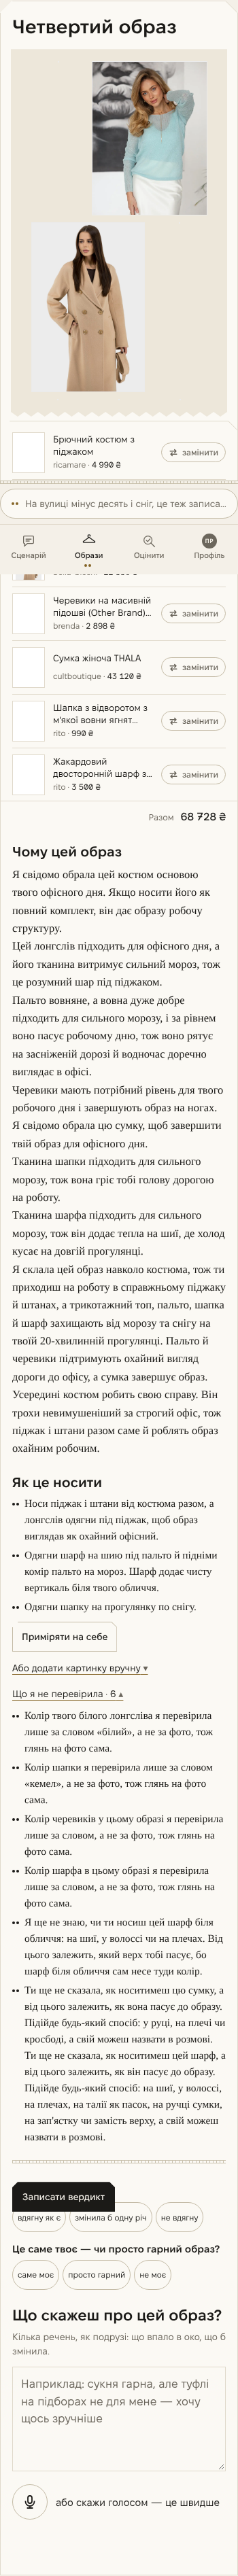 Четвертий образ
Брючний костюм з
піджаком
ricamare · 4 990 ₴
замінити
На вулиці мінус десять і сніг, це теж записа...
Сценарій
Образи
Оцінити
ПР
Профіль
Черевики на масивній
підошві (Other Brand)...
brenda · 2 898 ₴
замінити
Сумка жіноча THALA
cultboutique · 43 120 ₴
замінити
Шапка з відворотом з
м'якої вовни ягнят...
rito · 990 ₴
замінити
Жакардовий
двосторонній шарф з...
rito · 3 500 ₴
замінити
Разом 68 728 ₴
Чому цей образ
Я свідомо обрала цей костюм основою
твого офісного дня. Якщо носити його як
повний комплект, він дає образу робочу
структуру.
Цей лонгслів підходить для офісного дня, а
його тканина витримує сильний мороз, тож
це розумний шар під піджаком.
Пальто вовняне, а вовна дуже добре
підходить для сильного морозу, і за рівнем
воно пасує робочому дню, тож воно рятує
на засніженій дорозі й водночас доречно
виглядає в офісі.
Черевики мають потрібний рівень для твого
робочого дня і завершують образ на ногах.
Я свідомо обрала цю сумку, щоб завершити
твій образ для офісного дня.
Тканина шапки підходить для сильного
морозу, тож вона гріє тобі голову дорогою
на роботу.
Тканина шарфа підходить для сильного
морозу, тож він додає тепла на шиї, де холод
кусає на довгій прогулянці.
Я склала цей образ навколо костюма, тож ти
приходиш на роботу в справжньому піджаку
й штанах, а трикотажний топ, пальто, шапка
й шарф захищають від морозу та снігу на
твоїй 20-хвилинній прогулянці. Пальто й
черевики підтримують охайний вигляд
дороги до офісу, а сумка завершує образ.
Усередині костюм робить свою справу. Він
трохи невимушеніший за строгий офіс, тож
піджак і штани разом саме й роблять образ
охайним робочим.
Як це носити
Носи піджак і штани від костюма разом, а
лонгслів одягни під піджак, щоб образ
виглядав як охайний офісний.
Одягни шарф на шию під пальто й підніми
комір пальто на мороз. Шарф додає чисту
вертикаль біля твого обличчя.
Одягни шапку на прогулянку по снігу.
Приміряти на себе
Або додати картинку вручну ▾
Що я не перевірила · 6 ▴
Колір твого білого лонгсліва я перевірила
лише за словом «білий», а не за фото, тож
глянь на фото сама.
Колір шапки я перевірила лише за словом
«кемел», а не за фото, тож глянь на фото
сама.
Колір черевиків у цьому образі я перевірила
лише за словом, а не за фото, тож глянь на
фото сама.
Колір шарфа в цьому образі я перевірила
лише за словом, а не за фото, тож глянь на
фото сама.
Я ще не знаю, чи ти носиш цей шарф біля
обличчя: на шиї, у волоссі чи на плечах. Від
цього залежить, який верх тобі пасує, бо
шарф біля обличчя сам несе туди колір.
Ти ще не сказала, як носитимеш цю сумку, а
від цього залежить, як вона пасує до образу.
Підійде будь-який спосіб: у руці, на плечі чи
кросбоді, а свій можеш назвати в розмові.
Ти ще не сказала, як носитимеш цей шарф, а
від цього залежить, як він пасує до образу.
Підійде будь-який спосіб: на шиї, у волоссі,
на плечах, на талії як пасок, на ручці сумки,
на зап'ястку чи замість верху, а свій можеш
назвати в розмові.
Записати вердикт
вдягну як є
змінила б одну річ
не вдягну
Це саме твоє — чи просто гарний образ?
саме моє
просто гарний
не моє
Що скажеш про цей образ?
Кілька речень, як подрузі: що впало в око, що б
змінила.
Наприклад: сукня гарна, але туфлі
на підборах не для мене — хочу
щось зручніше
або скажи голосом — це швидше